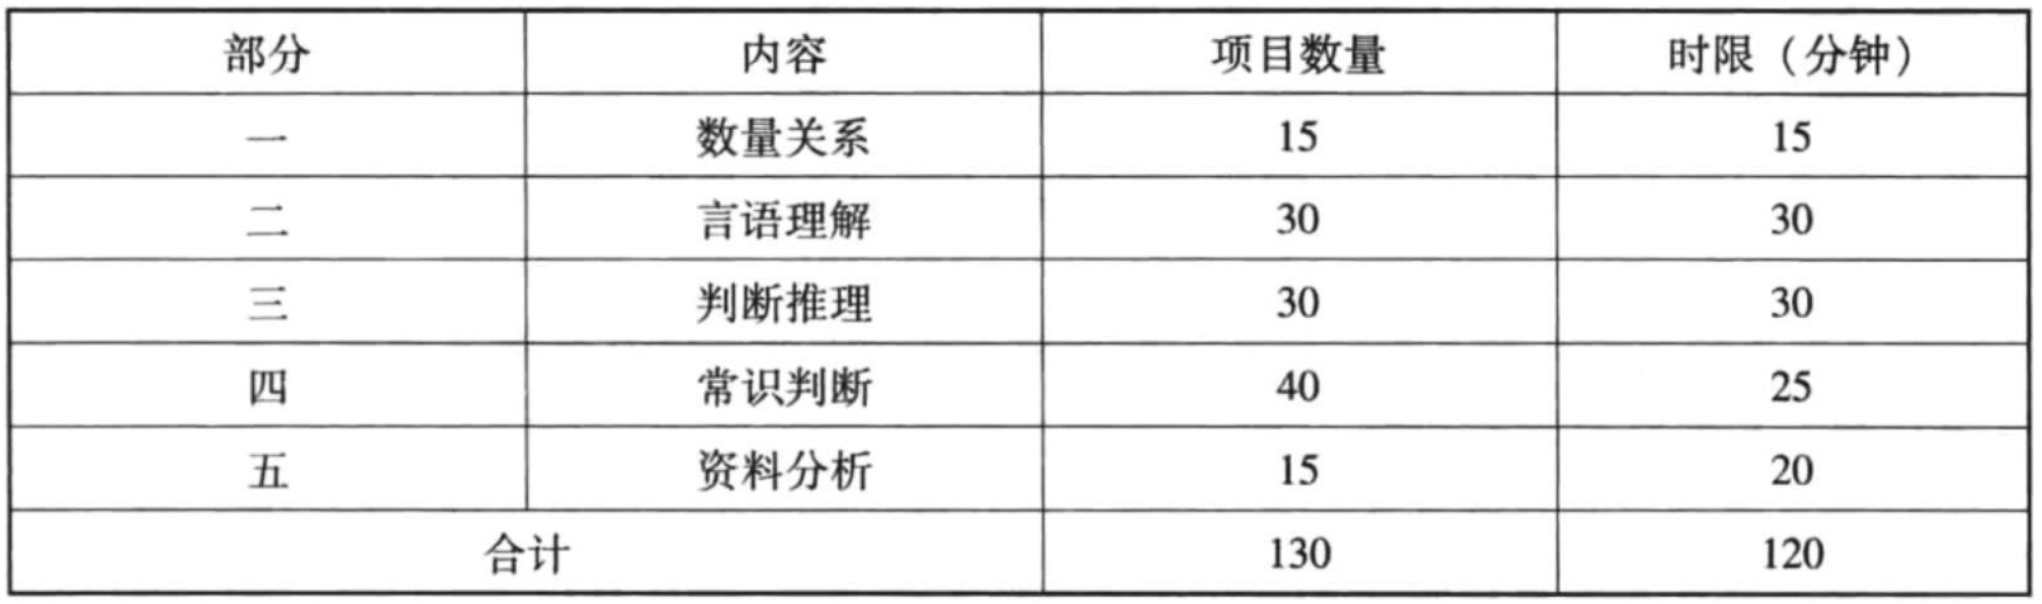 部分 内容 项目数量 时限（分钟）
一 数量关系 15 15
二 言语理解 30 30
三 判断推理 30 30
四 常识判断 40 25
五 资料分析 15 20
合计 130 120